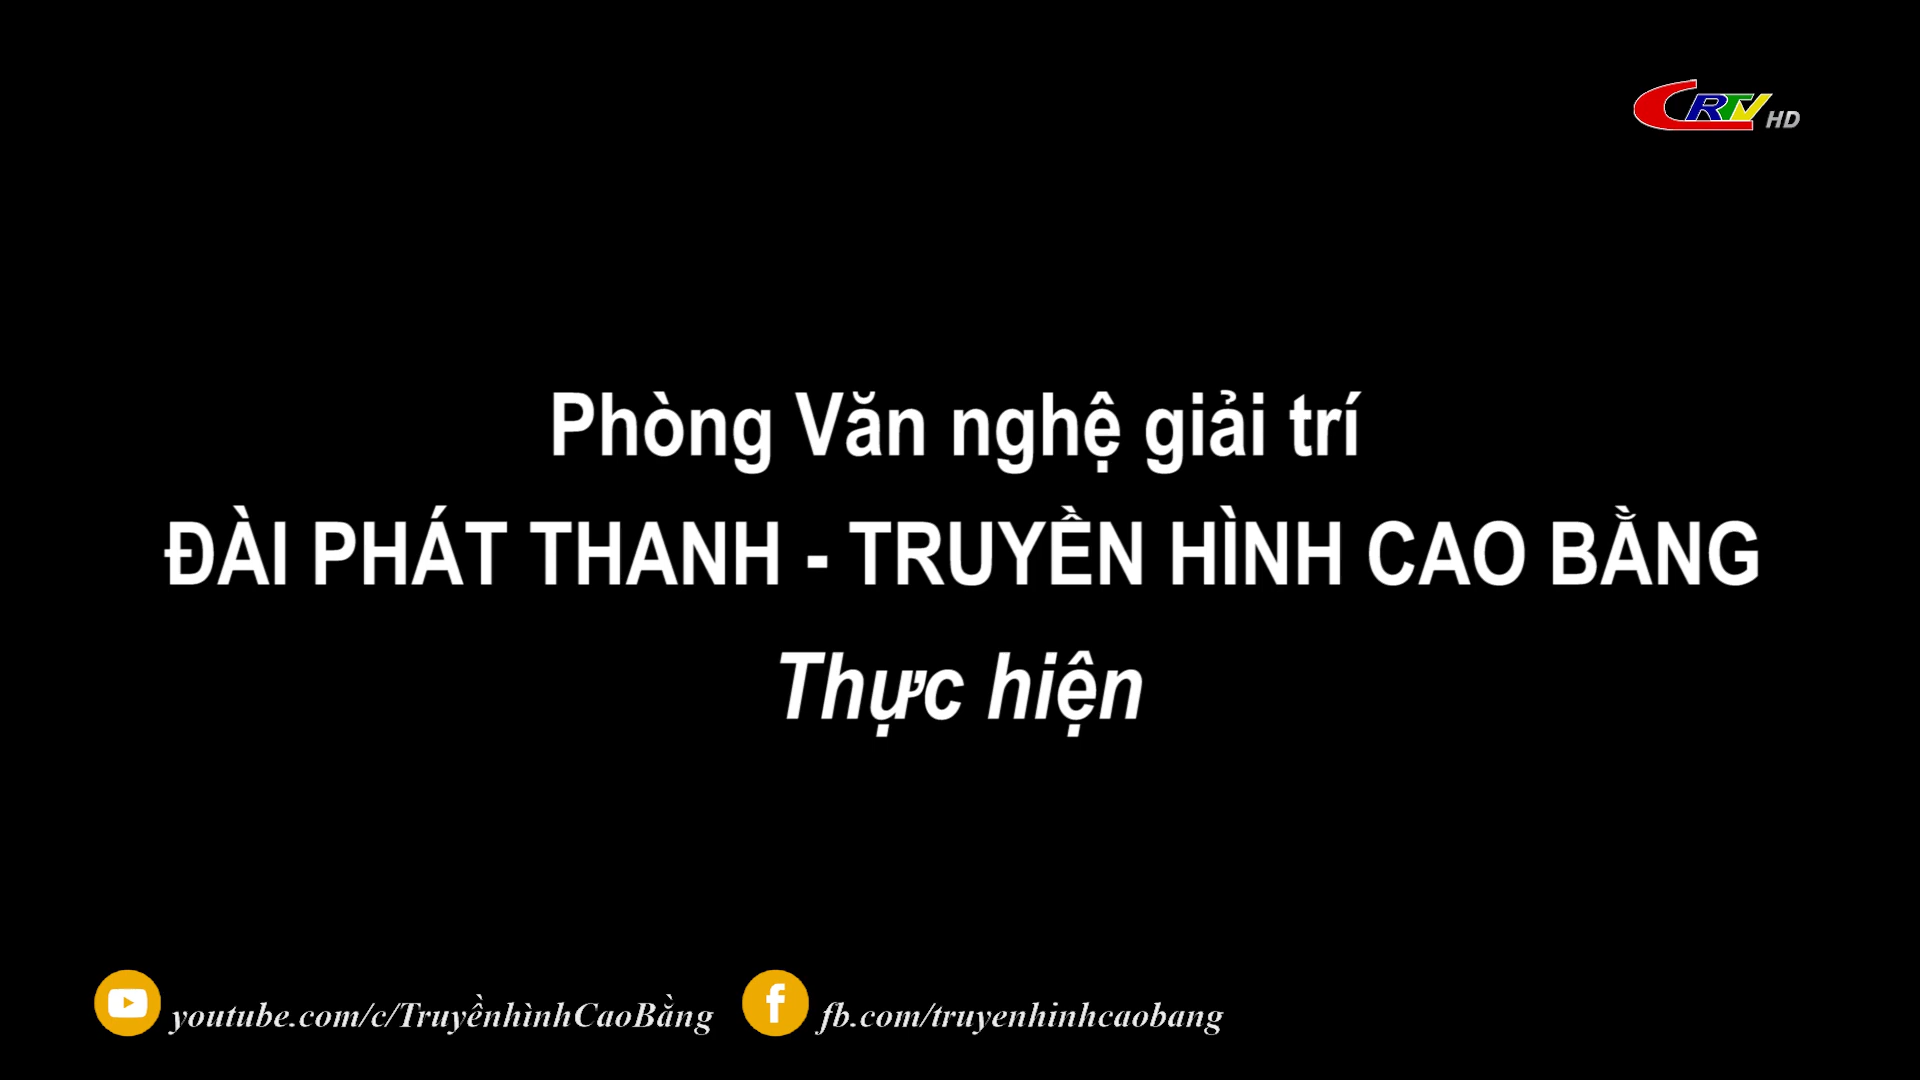 CRTV HD
Phòng Văn nghệ giải trí
ĐÀI PHÁT THANH - TRUYỀN HÌNH CAO BẰNG
Thực hiện
youtube.com/c/TruyềnhìnhCaoBằng fb.com/truyenhinhcaobang